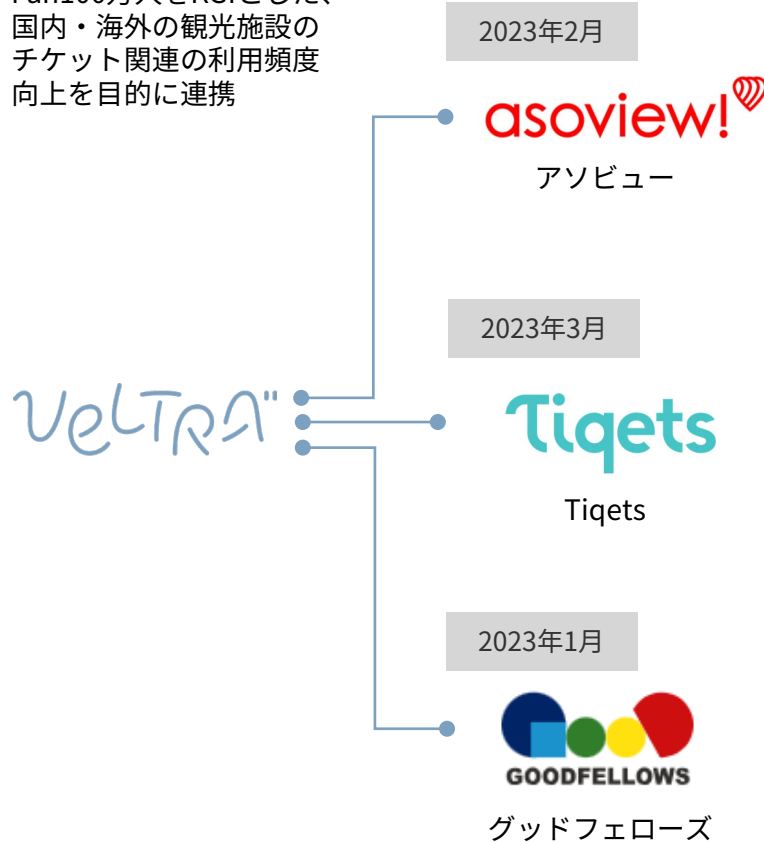 国内・海外の観光施設の
チケット関連の利用頻度
向上を目的に連携
2023年2月
asoview!
アソビュー
2023年3月
Tiqets
Tiqets
VELTRA
2023年1月
GOODFELLOWS
グッドフェローズ